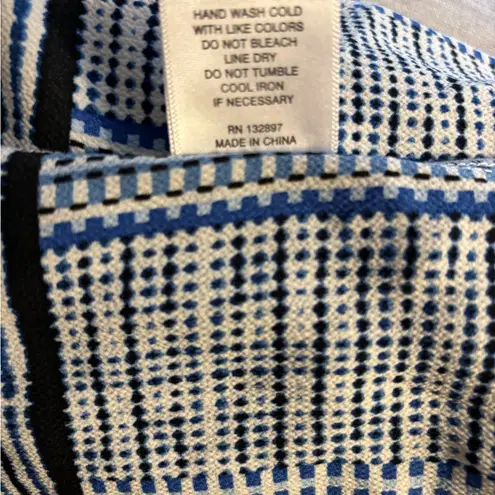 HAND WASH COLD
WITH LIKE COLORS
DO NOT BLEACH
LINE DRY
DO NOT TUMBLE
COOL IRON
IF NECESSARY
RN 132897
MADE IN CHINA